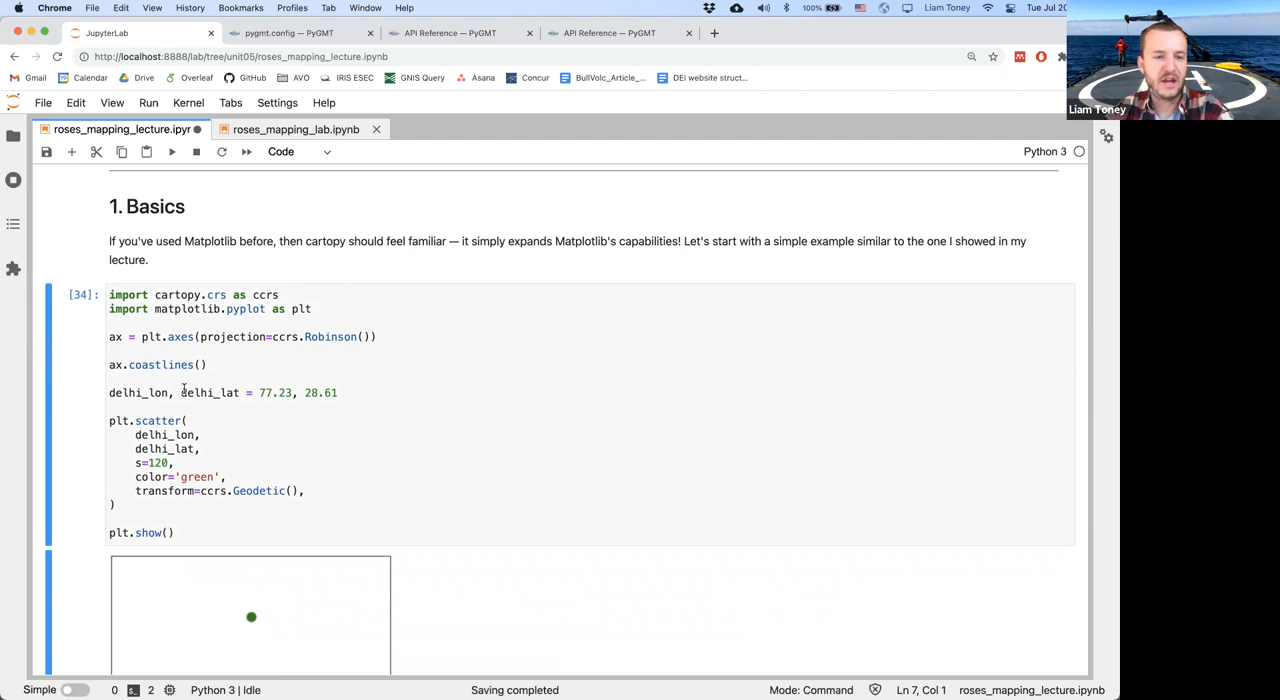 Chrome File Edit View History Bookmarks Profiles Tab Window Help 100% Liam Toney Tue Jul 20
JupyterLab pygmt.config — PyGMT API Reference — PyGMT API Reference — PyGMT
http://localhost:8888/lab/tree/unit05/roses_mapping_lecture.ipynb
Gmail Calendar Drive Overleaf GitHub AVO IRIS ESEC GNIS Query Asana Concur BullVolc_Article_... DEI website struct...
Liam Toney
File Edit View Run Kernel Tabs Settings Help
roses_mapping_lecture.ipyr roses_mapping_lab.ipynb
Code Python 3
1. Basics
If you've used Matplotlib before, then cartopy should feel familiar — it simply expands Matplotlib's capabilities! Let's start with a simple example similar to the one I showed in my
lecture.
[34]: import cartopy.crs as ccrs
import matplotlib.pyplot as plt
ax = plt.axes(projection=ccrs.Robinson())
ax.coastlines()
delhi_lon, delhi_lat = 77.23, 28.61
plt.scatter(
delhi_lon,
delhi_lat,
s=120,
color='green',
transform=ccrs.Geodetic(),
)
plt.show()
Simple 0 2 Python 3 | Idle Saving completed Mode: Command Ln 7, Col 1 roses_mapping_lecture.ipynb